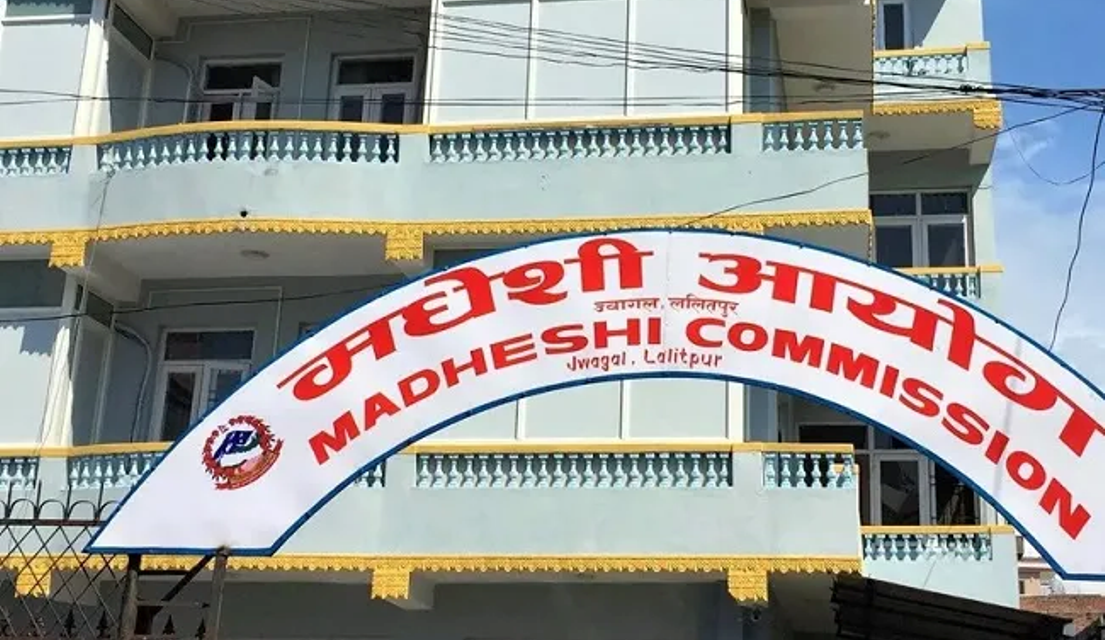 मधेशी आयोग
ज्वागल, ललितपुर
MADHESHI COMMISSION
Jwagal, Lalitpur